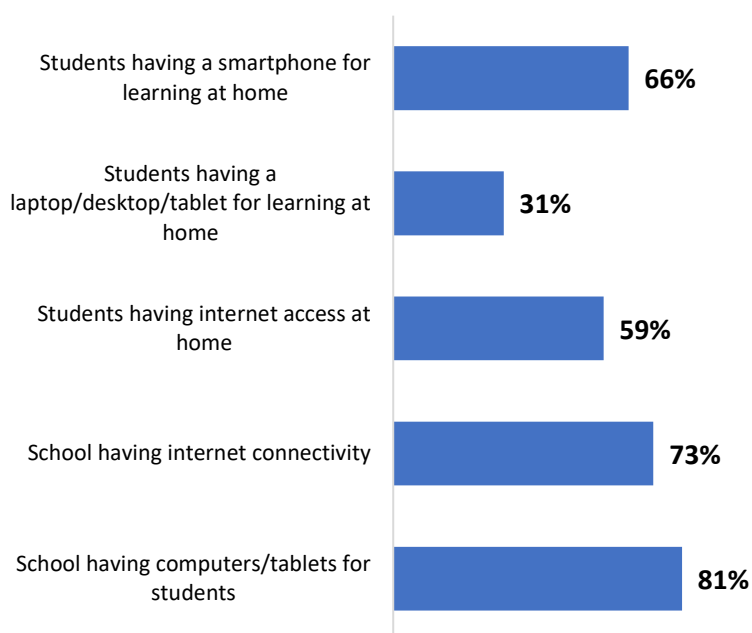 Students having a smartphone for
learning at home
66%
Students having a
laptop/desktop/tablet for learning at
home
31%
Students having internet access at
home
59%
School having internet connectivity
73%
School having computers/tablets for
students
81%